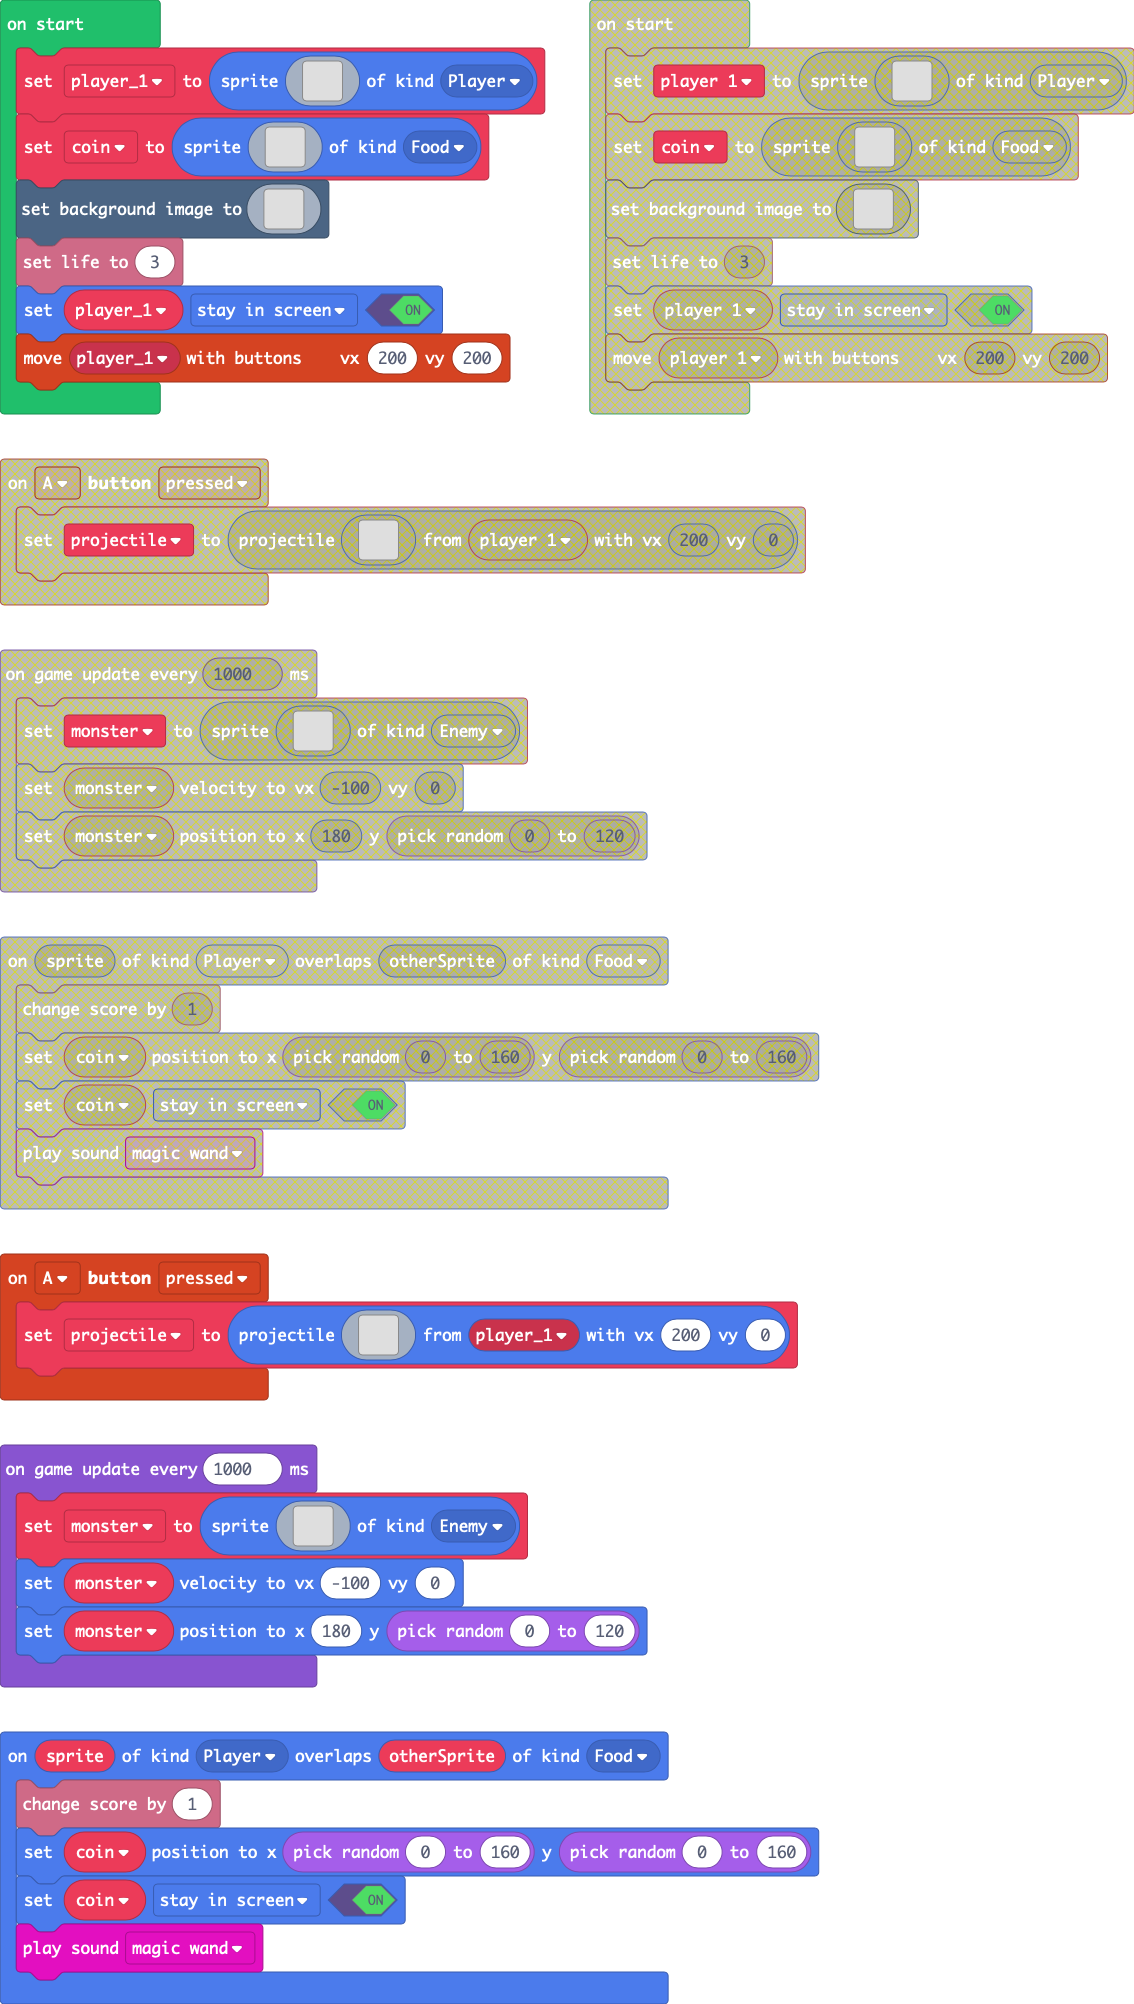 on start
set player_1 to sprite of kind Player
set coin to sprite of kind Food
set background image to
set life to 3
set player_1 stay in screen ON
move player_1 with buttons vx 200 vy 200
on start
set player 1 to sprite of kind Player
set coin to sprite of kind Food
set background image to
set life to 3
set player 1 stay in screen ON
move player 1 with buttons vx 200 vy 200
on A button pressed
set projectile to projectile from player 1 with vx 200 vy 0
on game update every 1000 ms
set monster to sprite of kind Enemy
set monster velocity to vx -100 vy 0
set monster position to x 180 y pick random 0 to 120
on sprite of kind Player overlaps otherSprite of kind Food
change score by 1
set coin position to x pick random 0 to 160 y pick random 0 to 160
set coin stay in screen ON
play sound magic wand
on A button pressed
set projectile to projectile from player_1 with vx 200 vy 0
on game update every 1000 ms
set monster to sprite of kind Enemy
set monster velocity to vx -100 vy 0
set monster position to x 180 y pick random 0 to 120
on sprite of kind Player overlaps otherSprite of kind Food
change score by 1
set coin position to x pick random 0 to 160 y pick random 0 to 160
set coin stay in screen ON
play sound magic wand